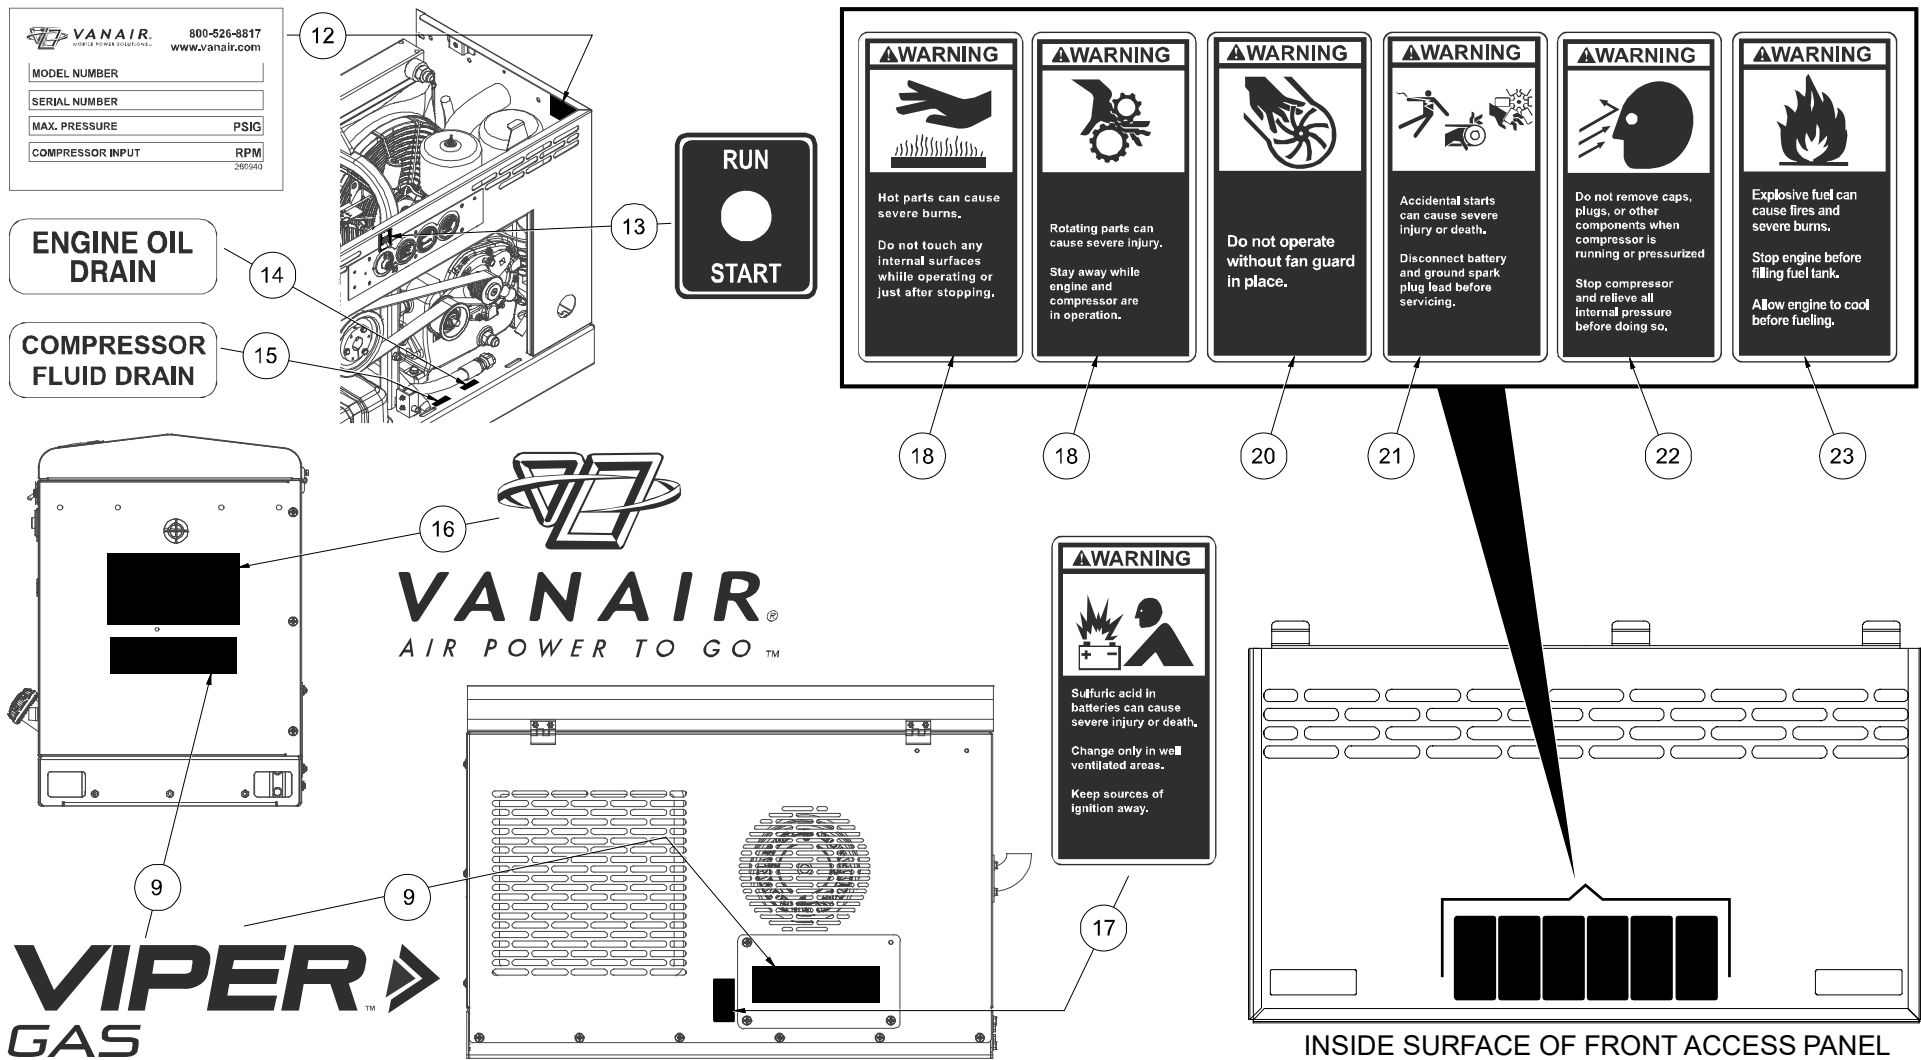 VANAIR®
MOBILE POWER SOLUTIONS™
800-526-8817
www.vanair.com
MODEL NUMBER
SERIAL NUMBER
MAX. PRESSURE PSIG
COMPRESSOR INPUT RPM
260940
12
RUN
START
13
ENGINE OIL
DRAIN
14
COMPRESSOR
FLUID DRAIN
15
WARNING
Hot parts can cause
severe burns.
Do not touch any
internal surfaces
whiile operating or
just after stopping.
18
WARNING
Rotating parts can
cause severe injury.
Stay away while
engine and
compressor are
in operation.
18
WARNING
Do not operate
without fan guard
in place.
20
WARNING
Accidental starts
can cause severe
injury or death.
Disconnect battery
and ground spark
plug lead before
servicing.
21
WARNING
Do not remove caps,
plugs, or other
components when
compressor is
running or pressurized
Stop compressor
and relieve all
internal pressure
before doing so.
22
WARNING
Explosive fuel can
cause fires and
severe burns.
Stop engine before
filling fuel tank.
Allow engine to cool
before fueling.
23
16
VANAIR®
AIR POWER TO GO™
9
9
VIPER™
GAS
WARNING
+ −
Sulfuric acid in
batteries can cause
severe injury or death.
Change only in well
ventilated areas.
Keep sources of
ignition away.
17
INSIDE SURFACE OF FRONT ACCESS PANEL